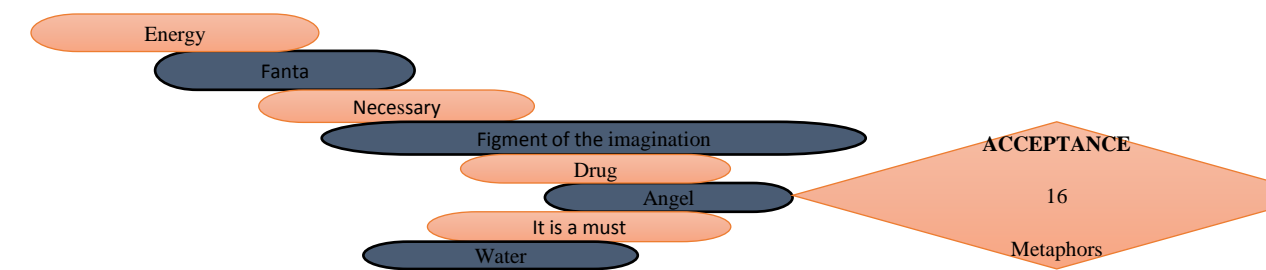 Energy
Fanta
Necessary
Figment of the imagination
Drug
Angel
It is a must
Water
ACCEPTANCE
16
Metaphors